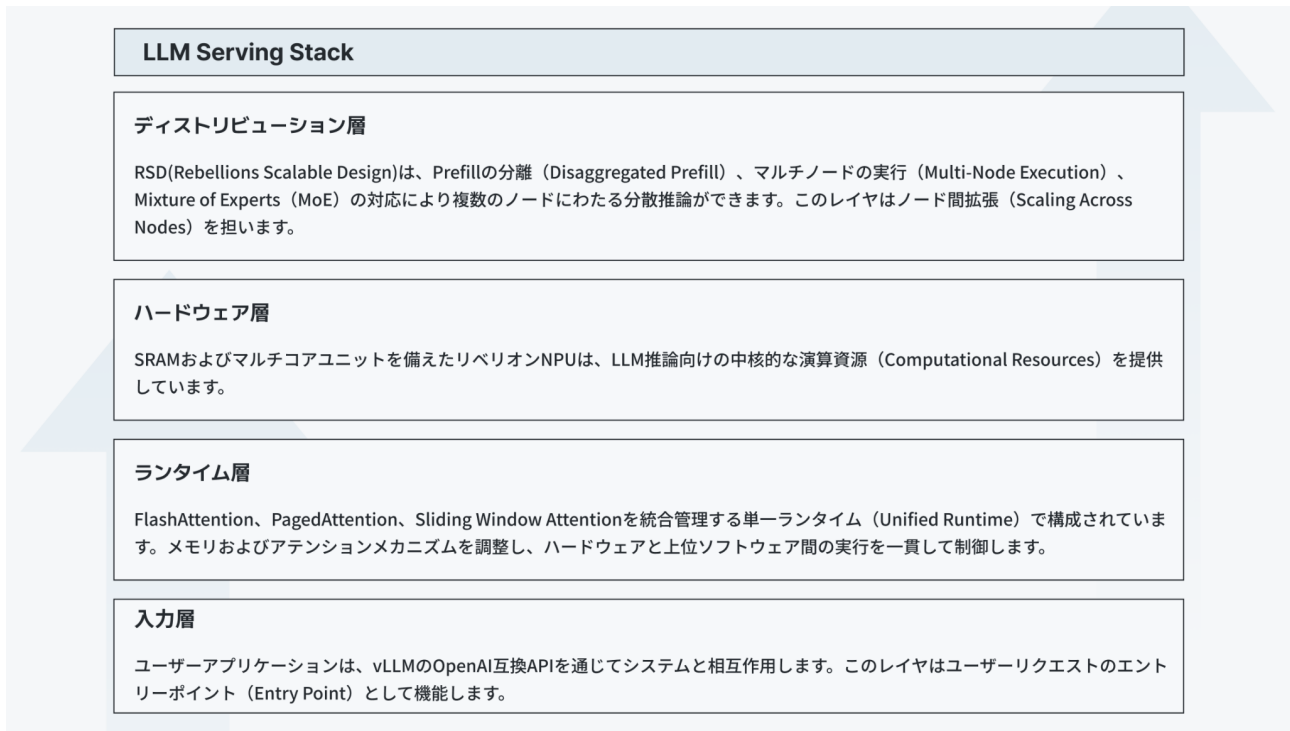 LLM Serving Stack
ディストリビューション層
RSD(Rebellions Scalable Design)は、Prefillの分離（Disaggregated Prefill）、マルチノードの実行（Multi-Node Execution）、
Mixture of Experts（MoE）の対応により複数のノードにわたる分散推論ができます。このレイヤはノード間拡張（Scaling Across
Nodes）を担います。
ハードウェア層
SRAMおよびマルチコアユニットを備えたリベリオンNPUは、LLM推論向けの中核的な演算資源（Computational Resources）を提供
しています。
ランタイム層
FlashAttention、PagedAttention、Sliding Window Attentionを統合管理する単一ランタイム（Unified Runtime）で構成されていま
す。メモリおよびアテンションメカニズムを調整し、ハードウェアと上位ソフトウェア間の実行を一貫して制御します。
入力層
ユーザーアプリケーションは、vLLMのOpenAI互換APIを通じてシステムと相互作用します。このレイヤはユーザーリクエストのエント
リーポイント（Entry Point）として機能します。